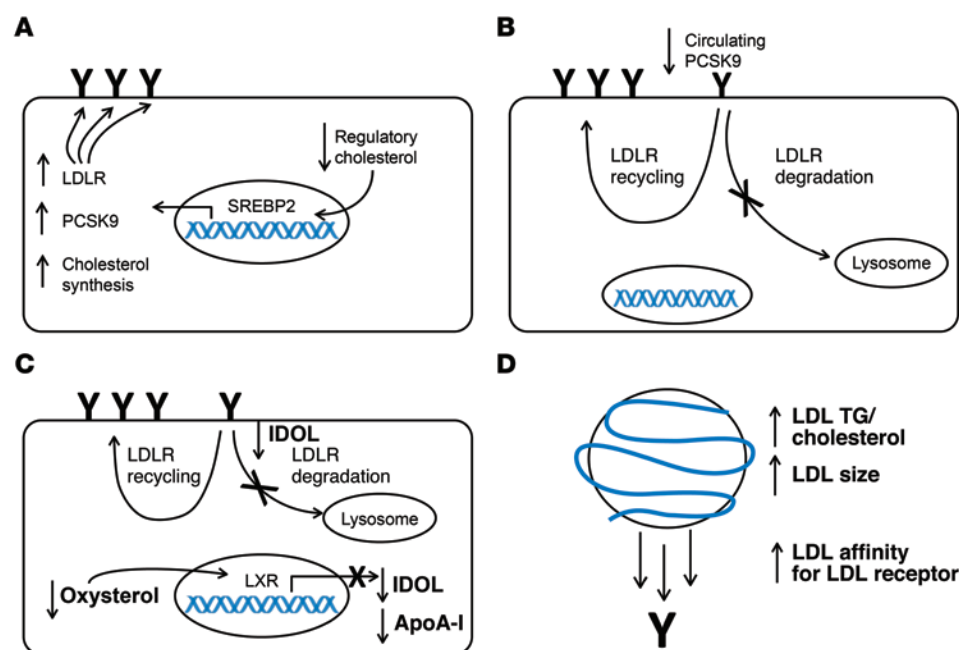 A
Y Y Y
LDLR
PCSK9
Cholesterol
synthesis
SREBP2
Regulatory
cholesterol
B
Circulating
PCSK9
Y Y Y Y
LDLR
recycling
LDLR
degradation
Lysosome
C
Y Y Y Y
IDOL
LDLR
recycling
LDLR
degradation
Lysosome
Oxysterol
LXR
X
IDOL
ApoA-I
D
LDL TG/
cholesterol
LDL size
LDL affinity
for LDL receptor
Y